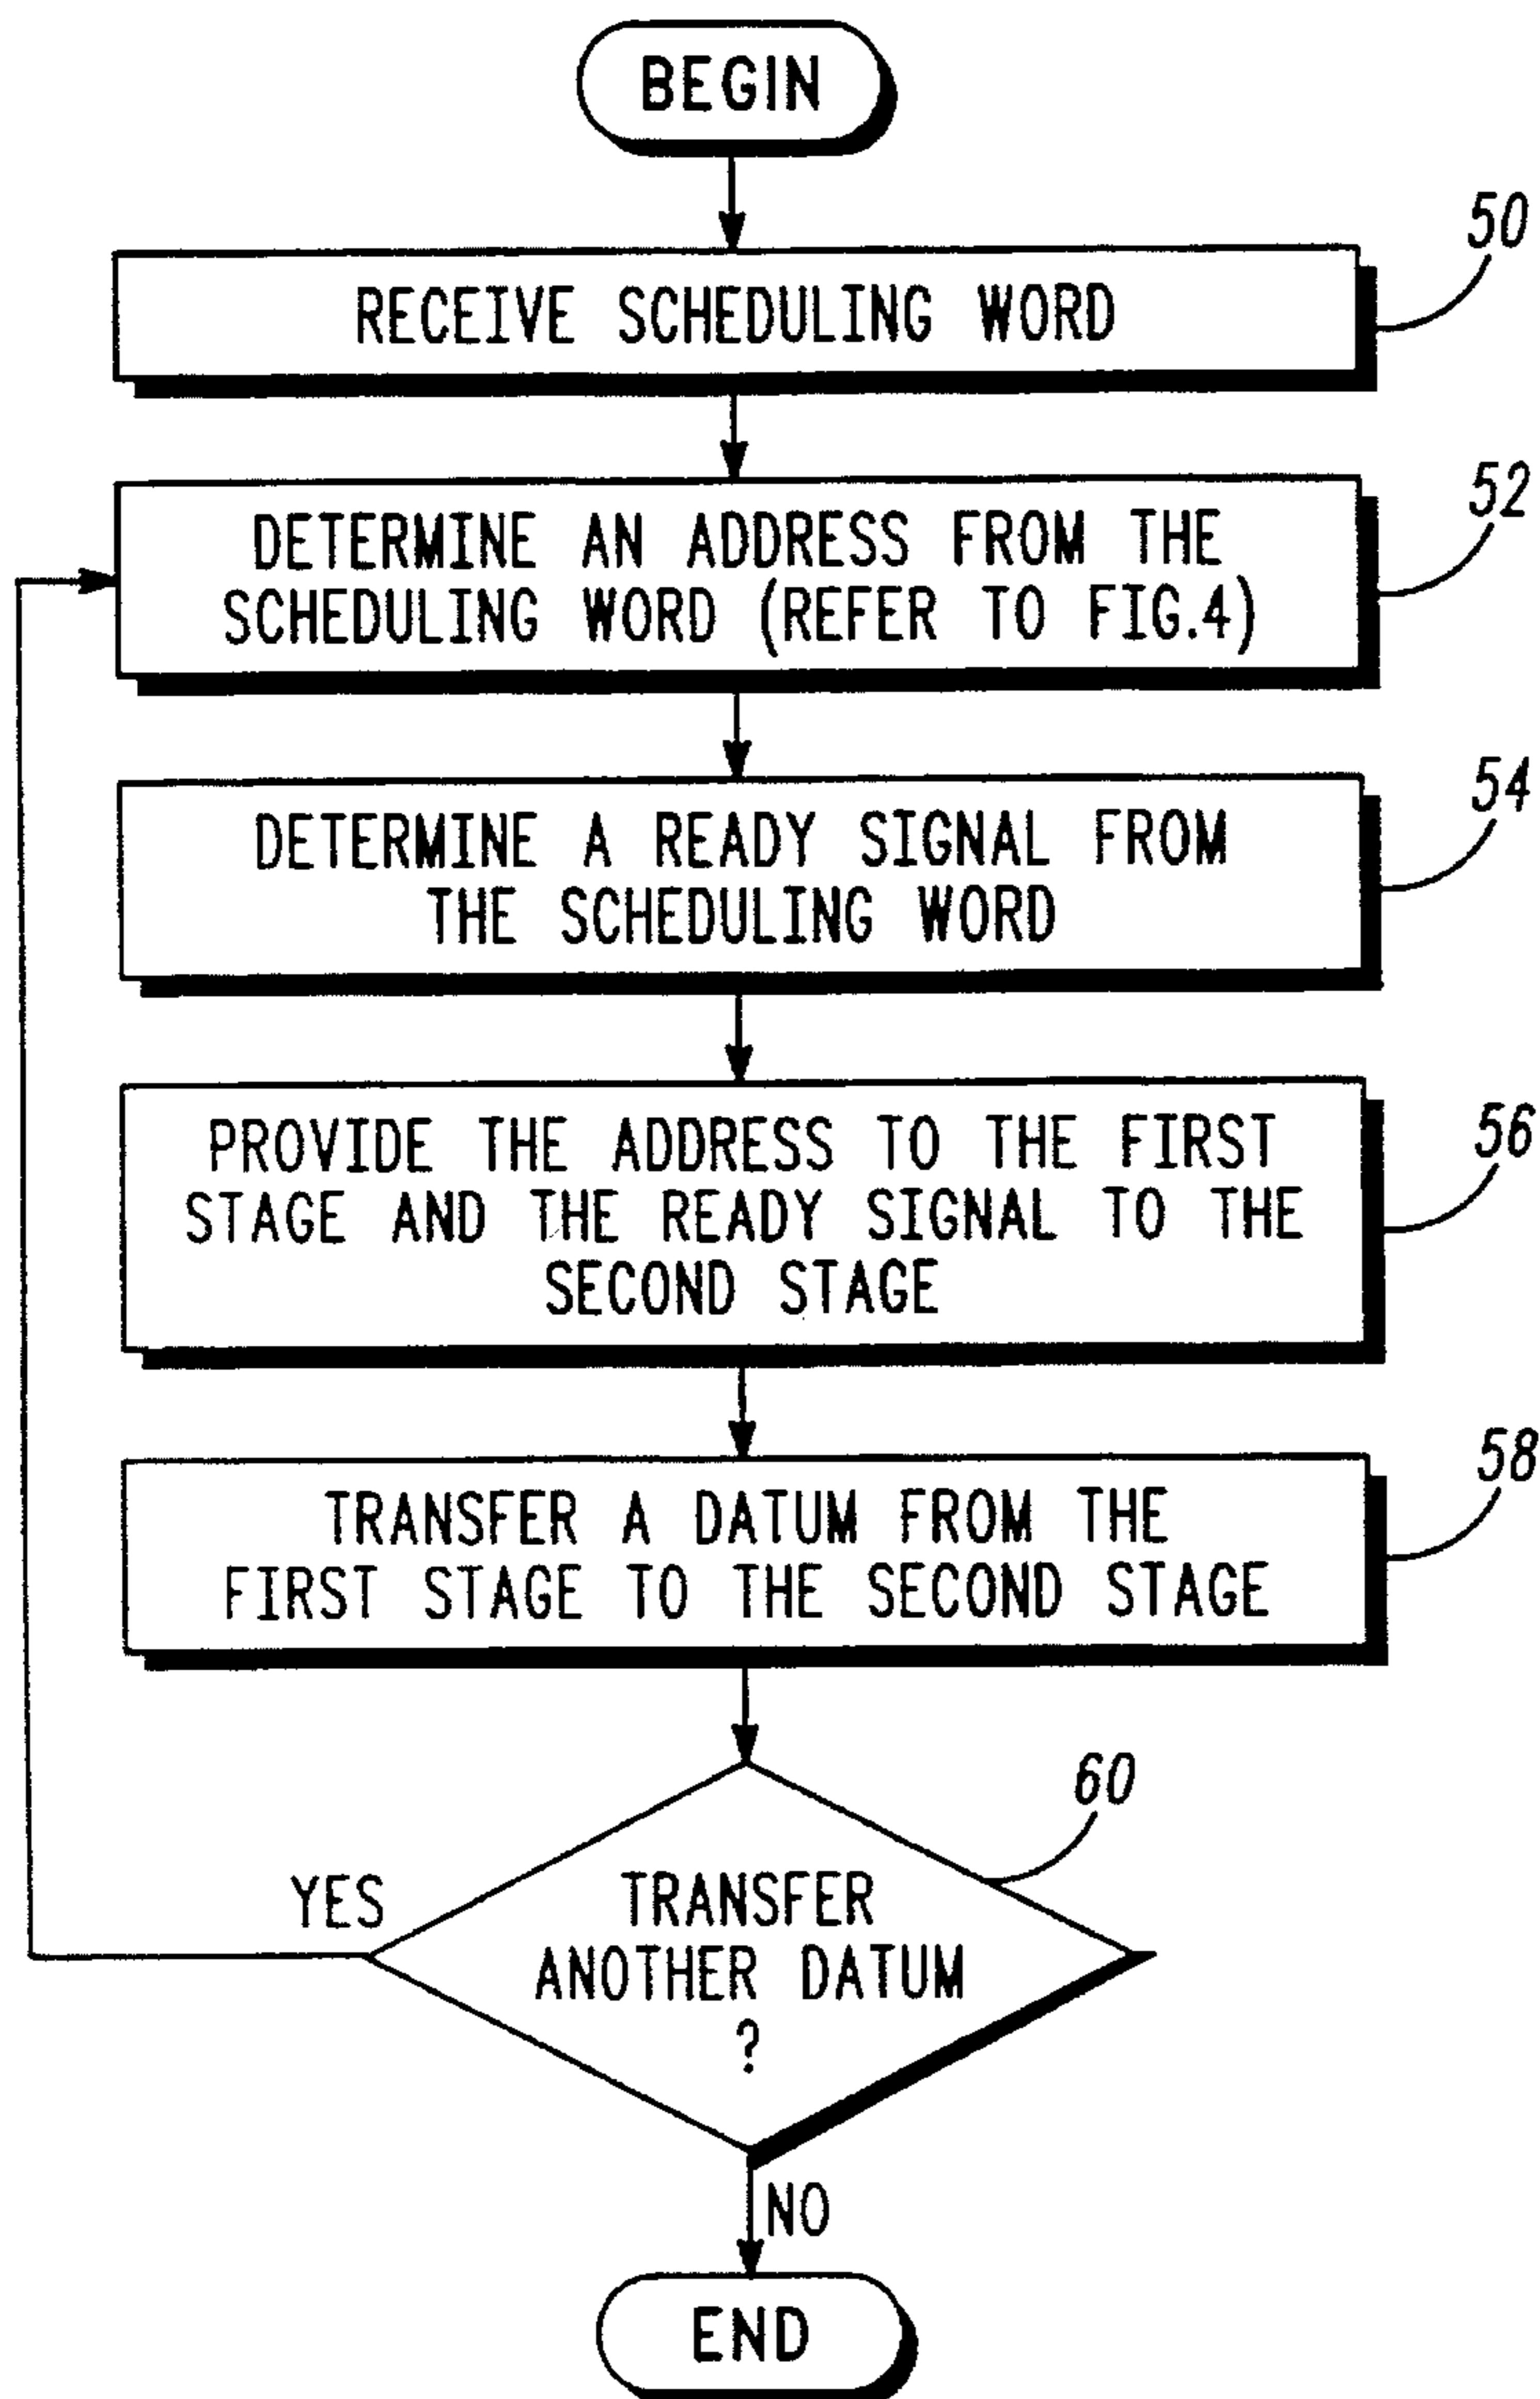 BEGIN
50
RECEIVE SCHEDULING WORD
52
DETERMINE AN ADDRESS FROM THE
SCHEDULING WORD (REFER TO FIG.4)
54
DETERMINE A READY SIGNAL FROM
THE SCHEDULING WORD
56
PROVIDE THE ADDRESS TO THE FIRST
STAGE AND THE READY SIGNAL TO THE
SECOND STAGE
58
TRANSFER A DATUM FROM THE
FIRST STAGE TO THE SECOND STAGE
60
YES
TRANSFER
ANOTHER DATUM
?
NO
END